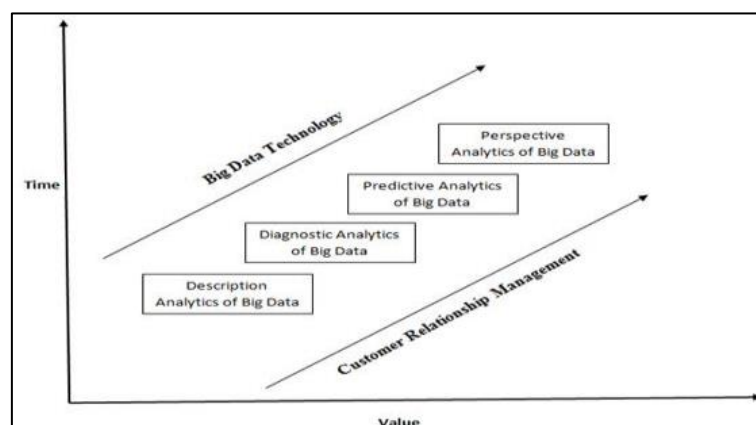 Big Data Technology
Perspective
Analytics of Big Data
Time
Predictive Analytics
of Big Data
Diagnostic Analytics
of Big Data
Description
Analytics of Big Data
Customer Relationship Management
Value